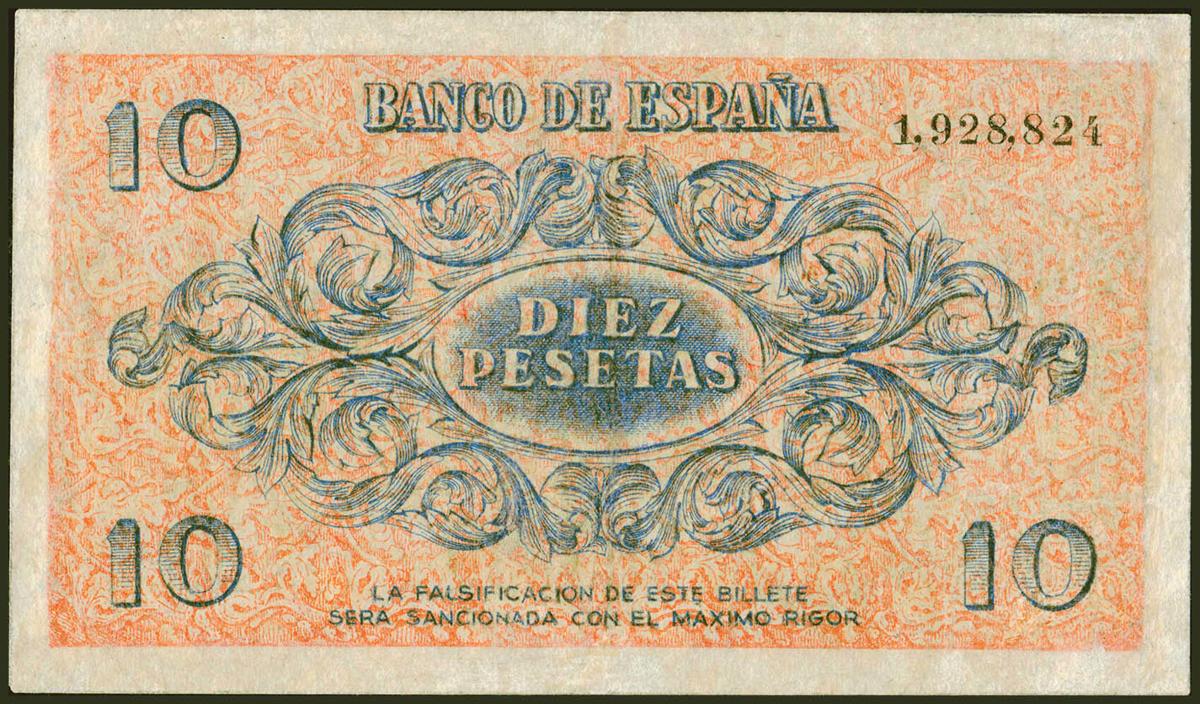 BANCO DE ESPAÑA
10
1,928,824
DIEZ
PESETAS
10
10
LA FALSIFICACION DE ESTE BILLETE
SERA SANCIONADA CON EL MAXIMO RIGOR